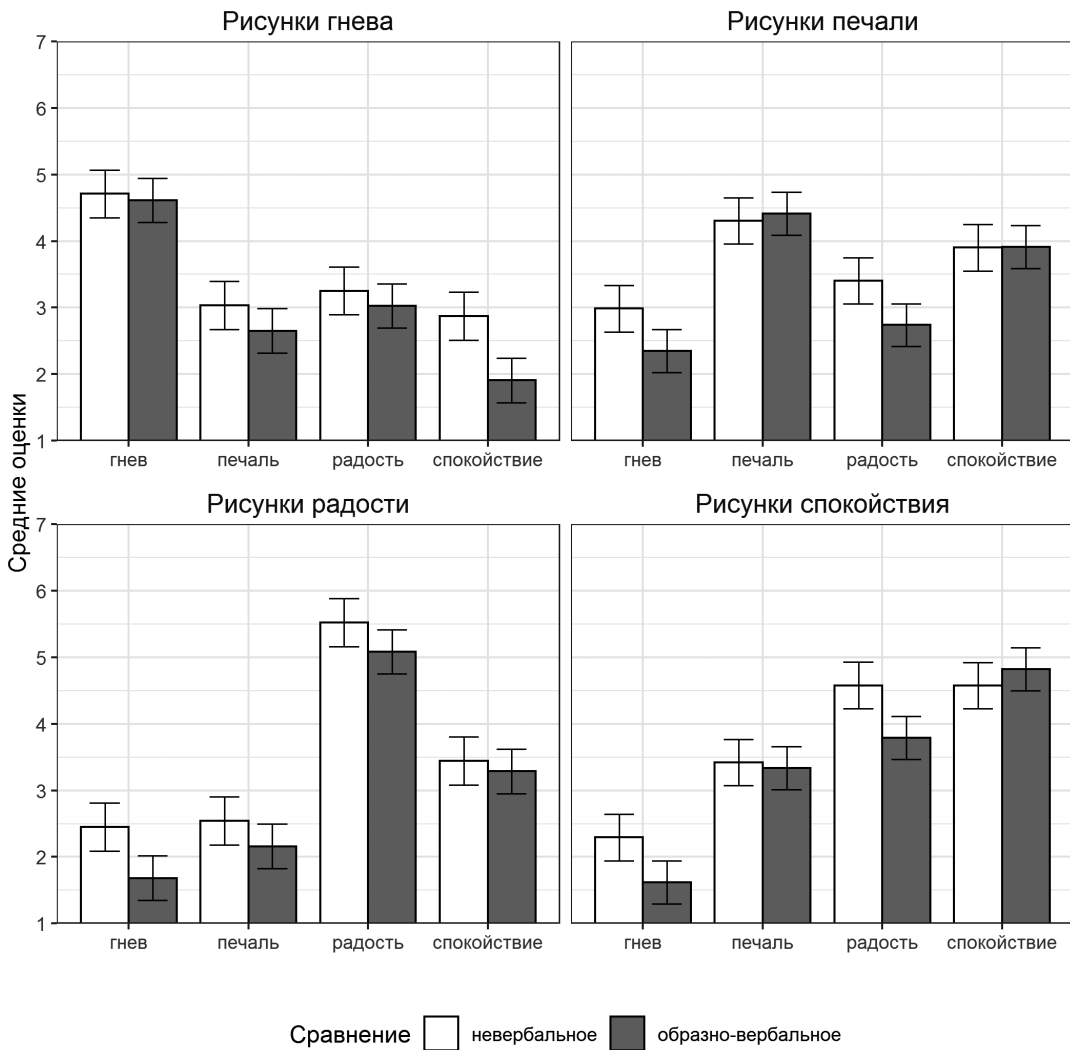 Рисунки гнева
Рисунки печали
Средние оценки
7
6
5
4
3
2
1
гнев печаль радость спокойствие
гнев печаль радость спокойствие
Рисунки радости
Рисунки спокойствия
7
6
5
4
3
2
1
гнев печаль радость спокойствие
гнев печаль радость спокойствие
Сравнение невербальное образно-вербальное